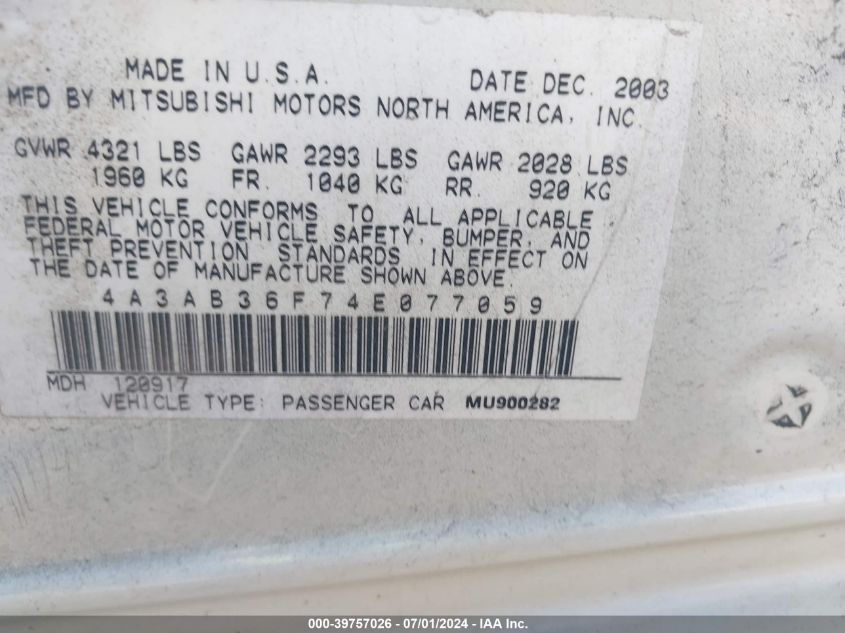 MADE IN U.S.A. DATE DEC. 2003
MFD BY MITSUBISHI MOTORS NORTH AMERICA, INC.
GVWR 4321 LBS GAWR 2293 LBS GAWR 2028 LBS
1960 KG FR. 1040 KG RR. 920 KG
THIS VEHICLE CONFORMS TO ALL APPLICABLE
FEDERAL MOTOR VEHICLE SAFETY, BUMPER, AND
THEFT PREVENTION STANDARDS IN EFFECT ON
THE DATE OF MANUFACTURE SHOWN ABOVE.
4A3AB36F74E077059
MDH 120917
VEHICLE TYPE: PASSENGER CAR MU900282
000-39757026 - 07/01/2024 - IAA Inc.